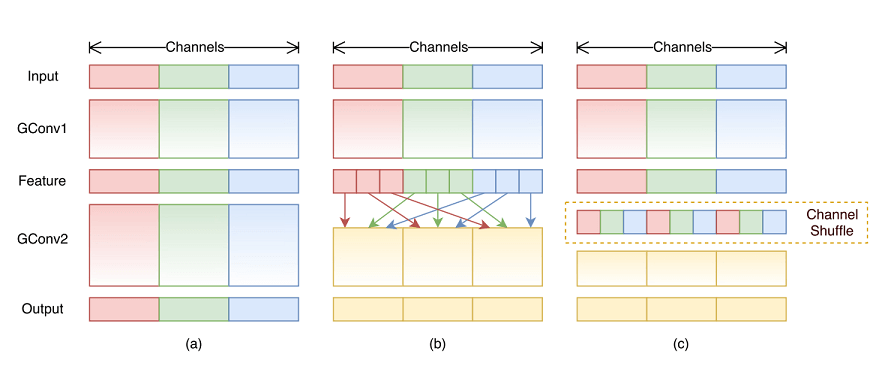 Channels
Channels
Channels
Input
GConv1
Feature
Channel
Shuffle
GConv2
Output
(a)
(b)
(c)